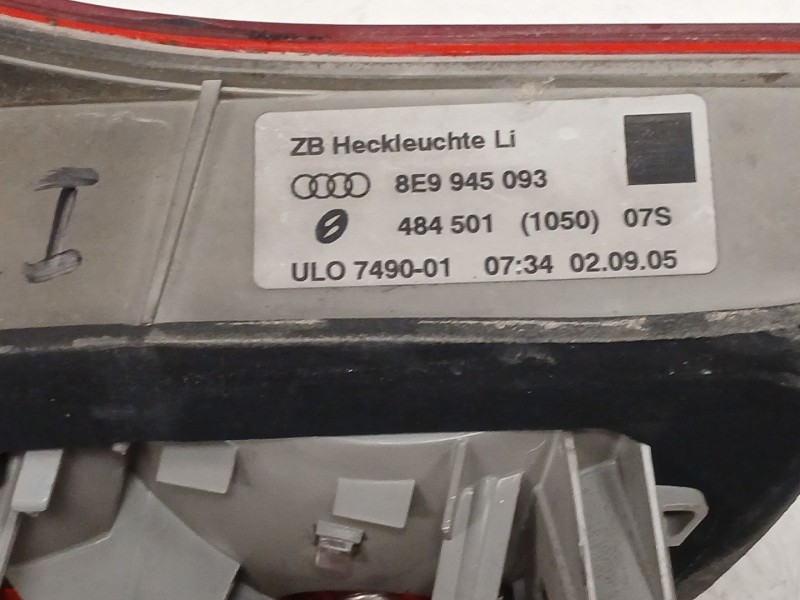 ZB Heckleuchte Li
8E9 945 093
484 501 (1050) 07S
ULO 7490-01 07:34 02.09.05
I